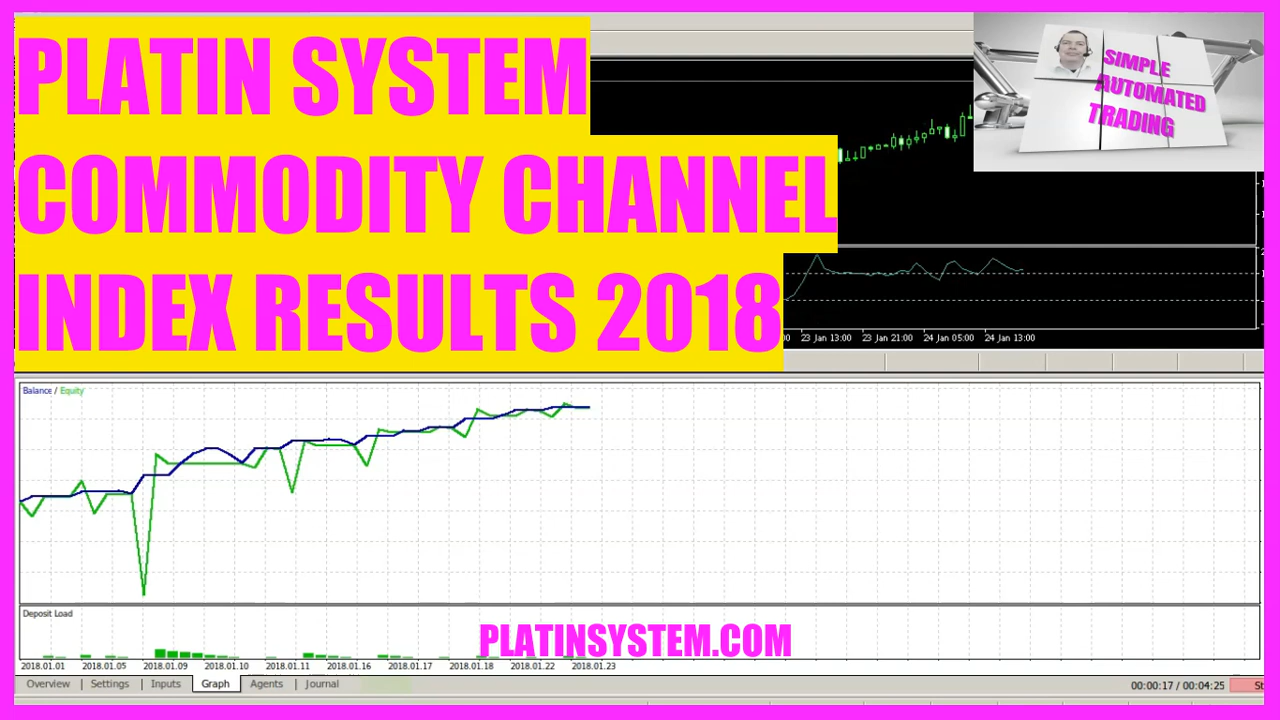 PLATIN SYSTEM
COMMODITY CHANNEL
INDEX RESULTS 2018
SIMPLE
AUTOMATED
TRADING
23 Jan 13:00 23 Jan 21:00 24 Jan 05:00 24 Jan 13:00
Balance / Equity
Deposit Load
PLATINSYSTEM.COM
2018.01.01 2018.01.05 2018.01.09 2018.01.10 2018.01.11 2018.01.16 2018.01.17 2018.01.18 2018.01.22 2018.01.23
Overview | Settings | Inputs | Graph | Agents | Journal
00:00:17 / 00:04:25